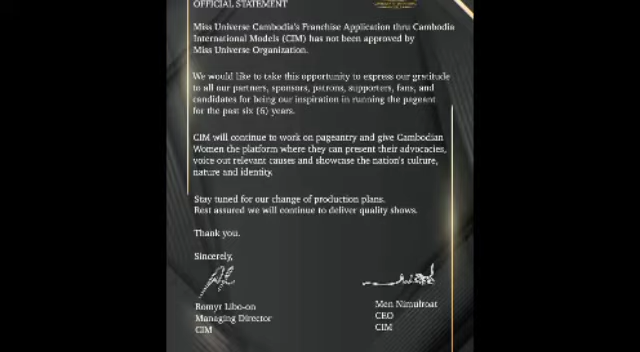 OFFICIAL STATEMENT
Miss Universe Cambodia's Franchise Application thru Cambodia
International Models (CIM) has not been approved by
Miss Universe Organization.
We would like to take this opportunity to express our gratitude
to all our partners, sponsors, patrons, supporters, fans, and
candidates for being our inspiration in running the pageant
for the past six (6) years.
CIM will continue to work on pageantry and give Cambodian
Women the platform where they can present their advocacies,
voice out relevant causes and showcase the nation's culture,
nature and identity.
Stay tuned for our change of production plans.
Rest assured we will continue to deliver quality shows.
Thank you.
Sincerely,
Romyr Libo-on
Managing Director
CIM
Men Nimulroat
CEO
CIM